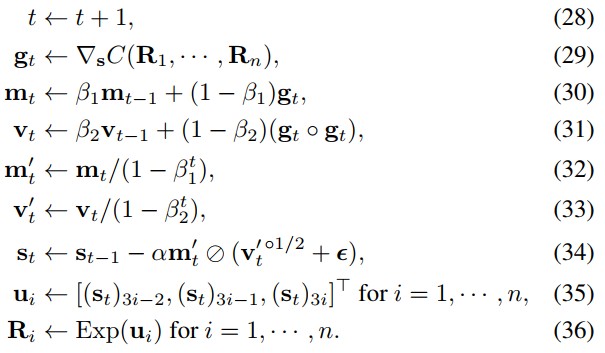 t ← t + 1, (28)
g_t ← ∇_s C(R_1, ⋯ , R_n), (29)
m_t ← β_1 m_{t−1} + (1 − β_1)g_t, (30)
v_t ← β_2 v_{t−1} + (1 − β_2)(g_t ∘ g_t), (31)
m′_t ← m_t/(1 − β_1^t), (32)
v′_t ← v_t/(1 − β_2^t), (33)
s_t ← s_{t−1} − αm′_t ⊘ (v′_t^{∘1/2} + ϵ), (34)
u_i ← [(s_t)_{3i−2}, (s_t)_{3i−1}, (s_t)_{3i}]^⊤ for i = 1, ⋯ , n, (35)
R_i ← Exp(u_i) for i = 1, ⋯ , n. (36)